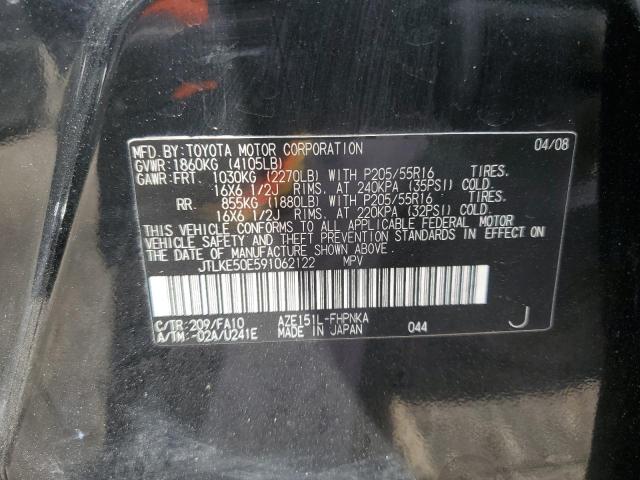 MFD.BY:TOYOTA MOTOR CORPORATION 04/08
GVWR:1860KG (4105LB)
GAWR:FRT. 1030KG (2270LB) WITH P205/55R16 TIRES.
16X6 1/2J RIMS. AT 240KPA (35PSI) COLD.
RR. 855KG (1880LB) WITH P205/55R16 TIRES.
16X6 1/2J RIMS. AT 220KPA (32PSI) COLD.
THIS VEHICLE CONFORMS TO ALL APPLICABLE FEDERAL MOTOR
VEHICLE SAFETY AND THEFT PREVENTION STANDARDS IN EFFECT ON
THE DATE OF MANUFACTURE SHOWN ABOVE.
JTLKE50E591062122 MPV
C/TR:209/FA10 AZE151L-FHPNKA
A/TM:-02A/U241E MADE IN JAPAN 044 J